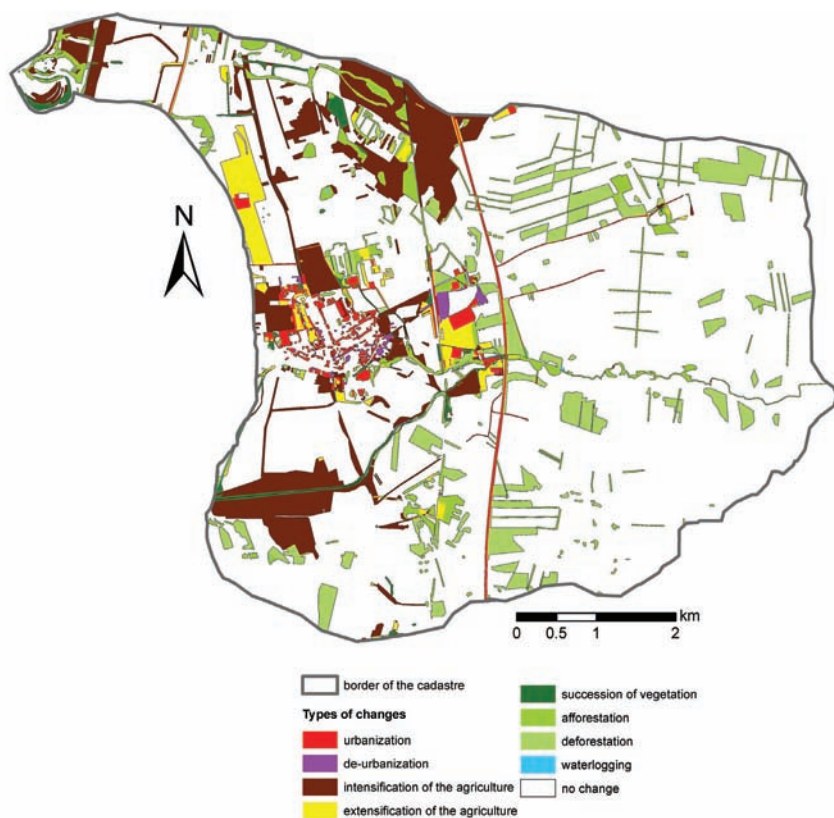 N
km
0 0.5 1 2
border of the cadastre
Types of changes
urbanization
de-urbanization
intensification of the agriculture
extensification of the agriculture
succession of vegetation
afforestation
deforestation
waterlogging
no change